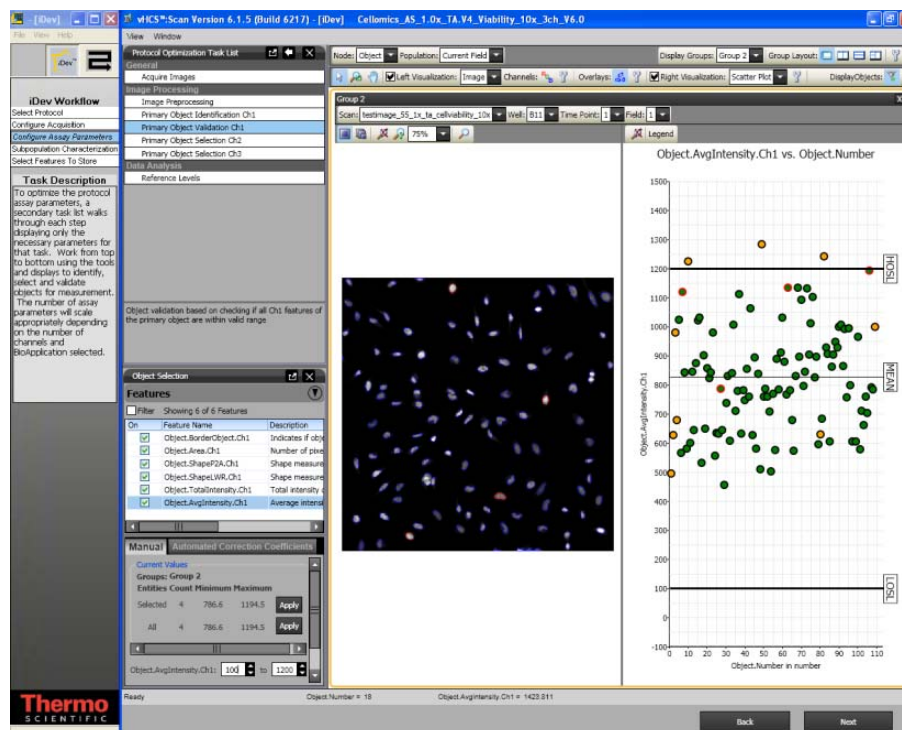 - [iDev]
vHCS™:Scan Version 6.1.5 (Build 6217) - [iDev] Cellomics_AS_1.0x_TA.V4_Viability_10x_3ch_V6.0
File View Help
View Window
iDev™
iDev Workflow
Select Protocol
Configure Acquisition
Configure Assay Parameters
Subpopulation Characterization
Select Features To Store
Task Description
To optimize the protocol
assay parameters, a
secondary task list walks
through each step
displaying only the
necessary parameters for
that task. Work from top
to bottom using the tools
and displays to identify,
select and validate
objects for measurement.
The number of assay
parameters will scale
appropriately depending
on the number of
channels and
BioApplication selected.
Thermo
SCIENTIFIC
Protocol Optimization Task List
General
Acquire Images
Image Processing
Image Preprocessing
Primary Object Identification Ch1
Primary Object Validation Ch1
Primary Object Selection Ch2
Primary Object Selection Ch3
Data Analysis
Reference Levels
Object validation based on checking if all Ch1 features of
the primary object are within valid range
Object Selection
Features
Filter Showing 6 of 6 Features
On Feature Name Description
Object.BorderObject.Ch1 Indicates if obj
Object.Area.Ch1 Number of pixe
Object.ShapeP2A.Ch1 Shape measure
Object.ShapeLWR.Ch1 Shape measure
Object.TotalIntensity.Ch1 Total intensity
Object.AvgIntensity.Ch1 Average intensi
Manual Automated Correction Coefficients
Current Values
Groups: Group 2
Entities Count Minimum Maximum
Selected 4 786.6 1194.5 Apply
All 4 786.6 1194.5 Apply
Object.AvgIntensity.Ch1: 100 to 1200
Node: Object Population: Current Field Display Groups: Group 2 Group Layout:
Left Visualization: Image Channels: Overlays: Right Visualization: Scatter Plot DisplayObjects:
Group 2
Scan: testimage_55_1x_ta_cellviability_10x Well: B11 Time Point: 1 Field: 1
75%
Legend
Object.AvgIntensity.Ch1 vs. Object.Number
Object.AvgIntensity.Ch1
1500
1400
1300
1200
1100
1000
900
800
700
600
500
400
300
200
100
0
-100
HOSL
MEAN
LOSL
0 10 20 30 40 50 60 70 80 90 100 110
Object.Number in number
Ready Object.Number = 18 Object.AvgIntensity.Ch1 = 1423.811
Back Next